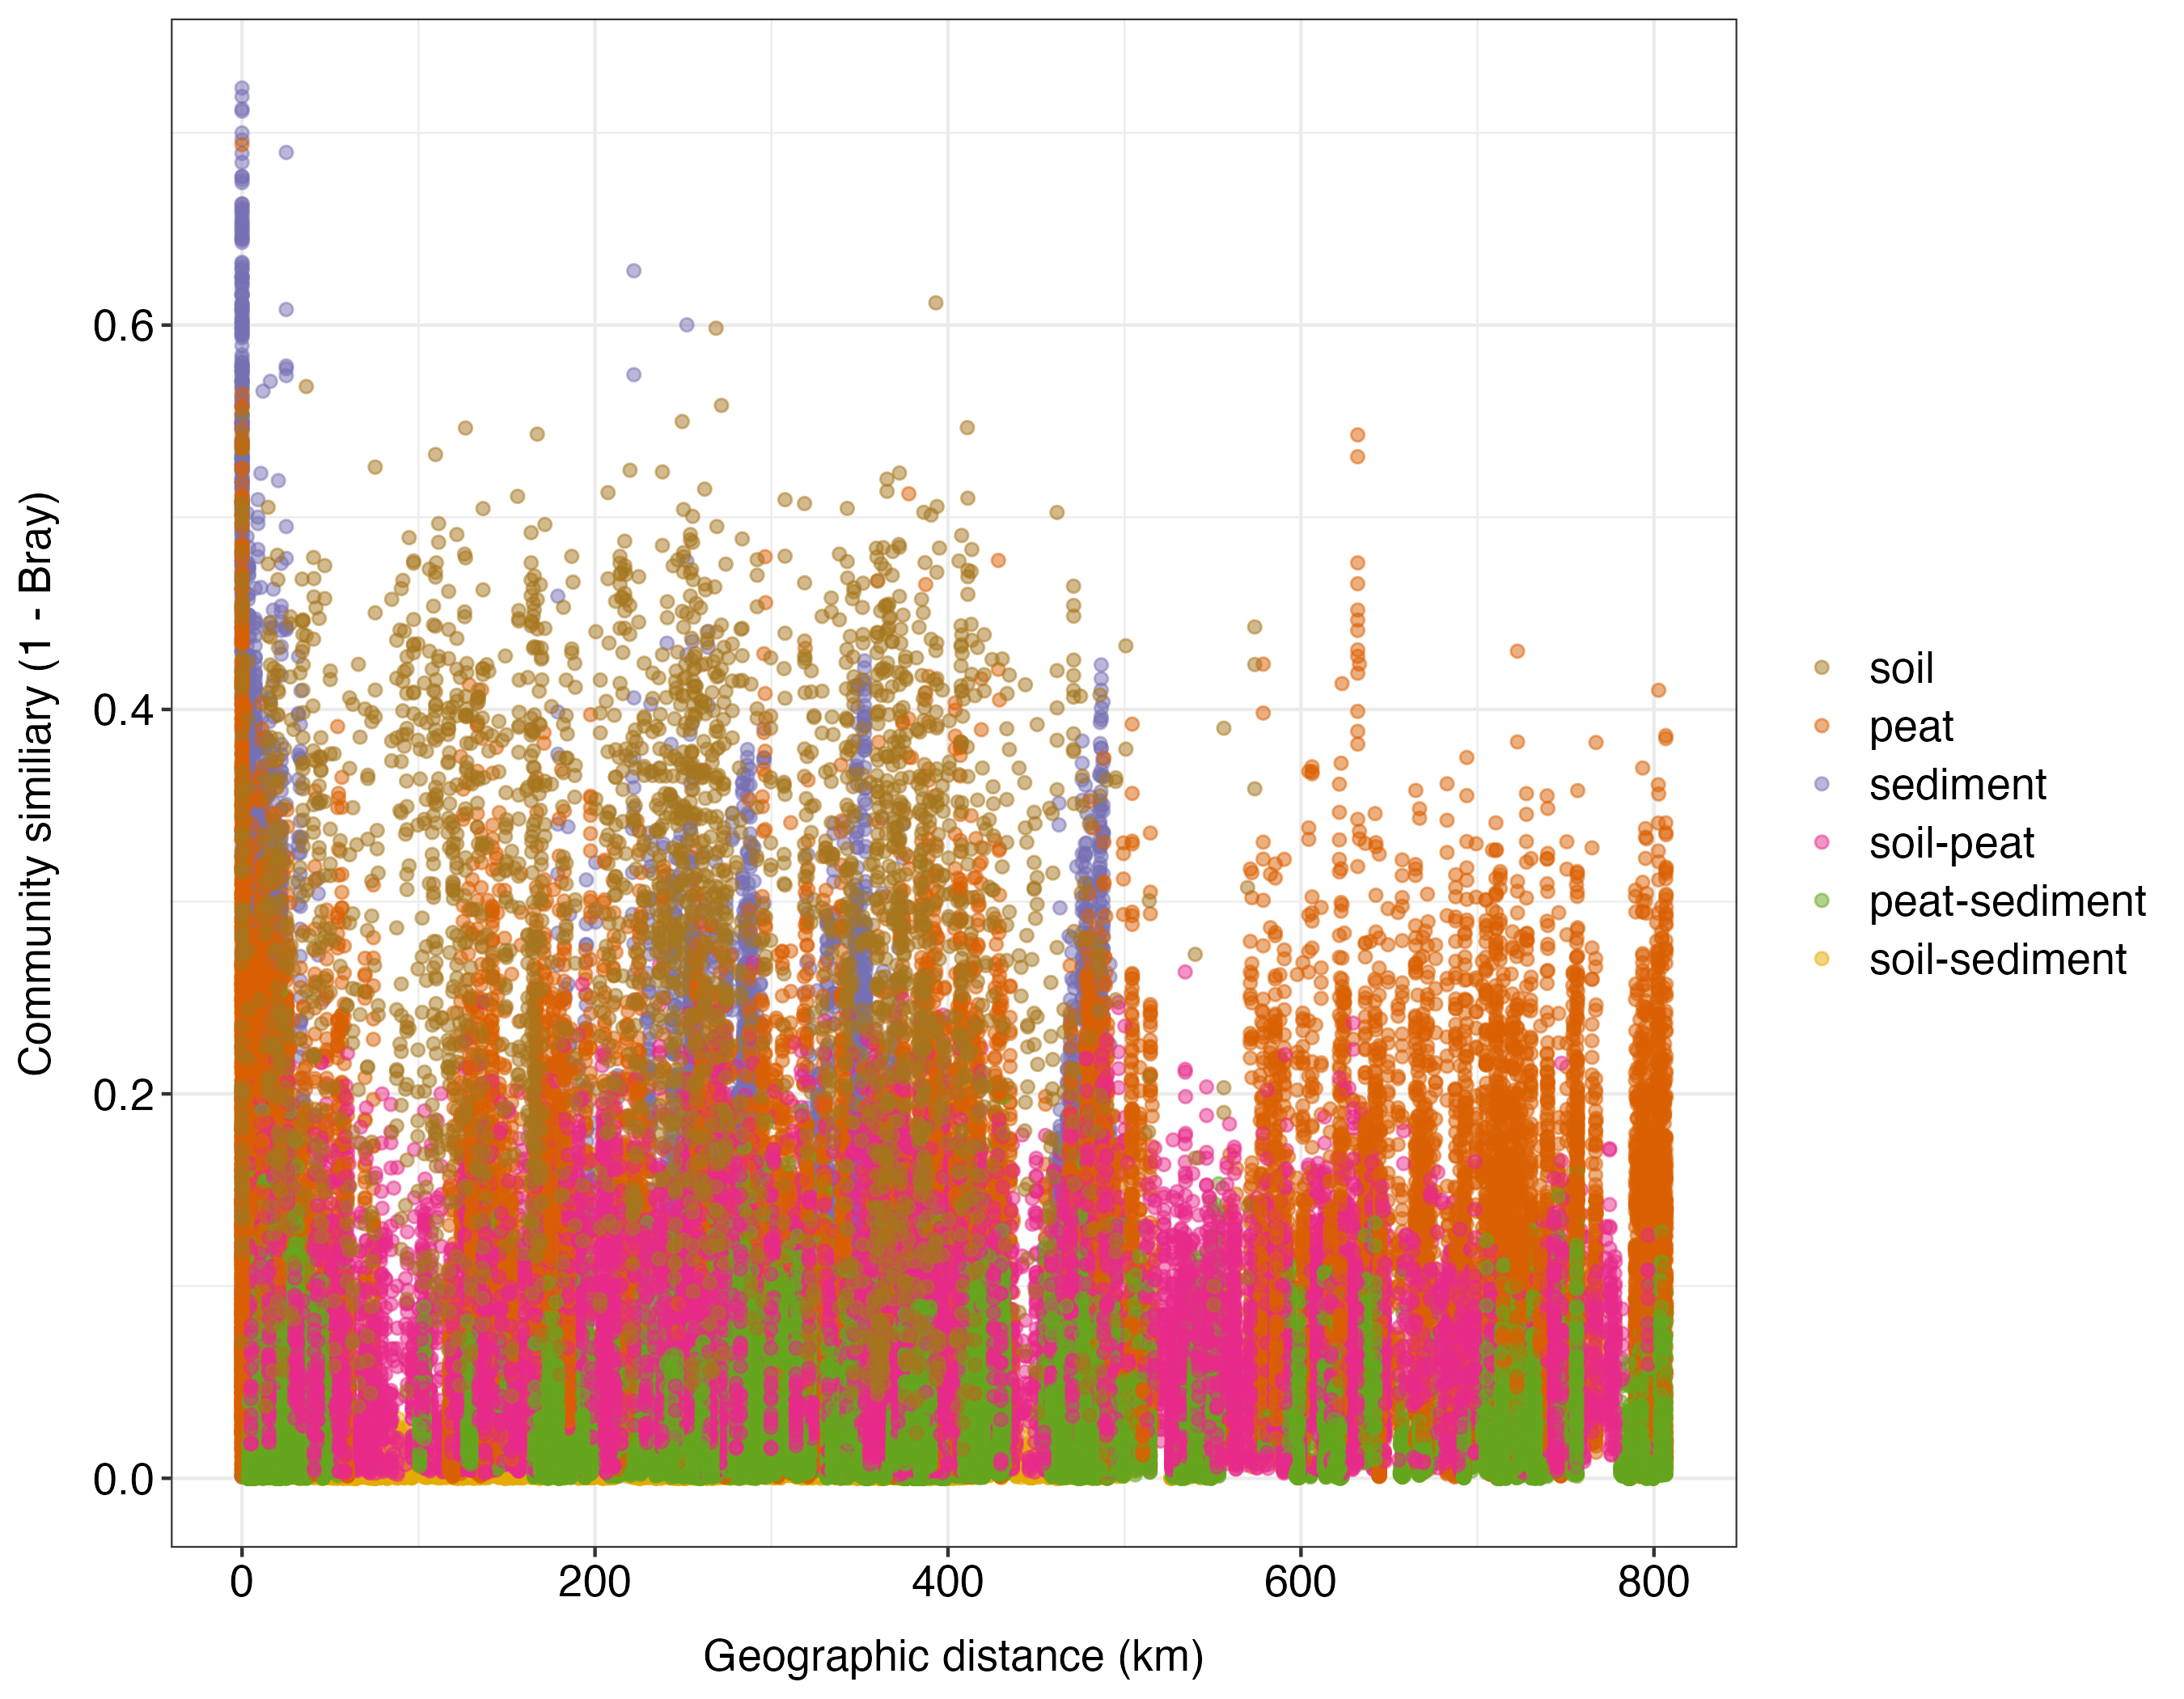 Community similiary (1 - Bray)
0.6
0.4
0.2
0.0
0 200 400 600 800
Geographic distance (km)
soil
peat
sediment
soil-peat
peat-sediment
soil-sediment